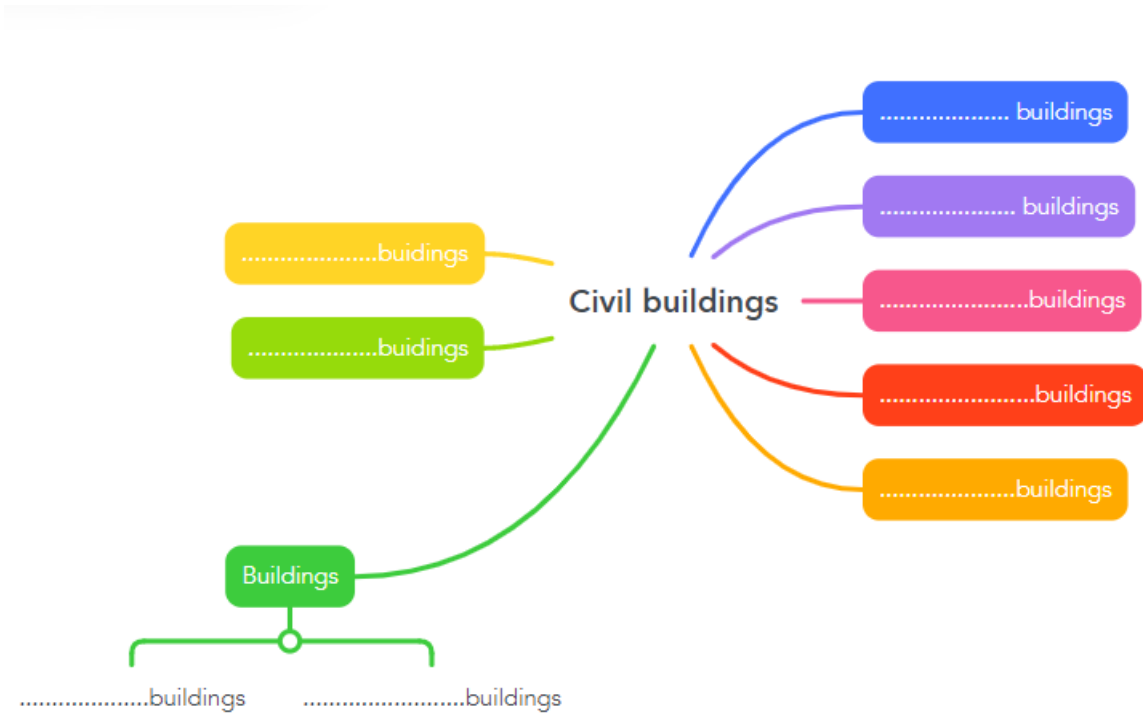 .................... buildings
..................... buildings
.....................buidings
Civil buildings
.......................buildings
....................buidings
........................buildings
.....................buildings
Buildings
....................buildings
.........................buildings